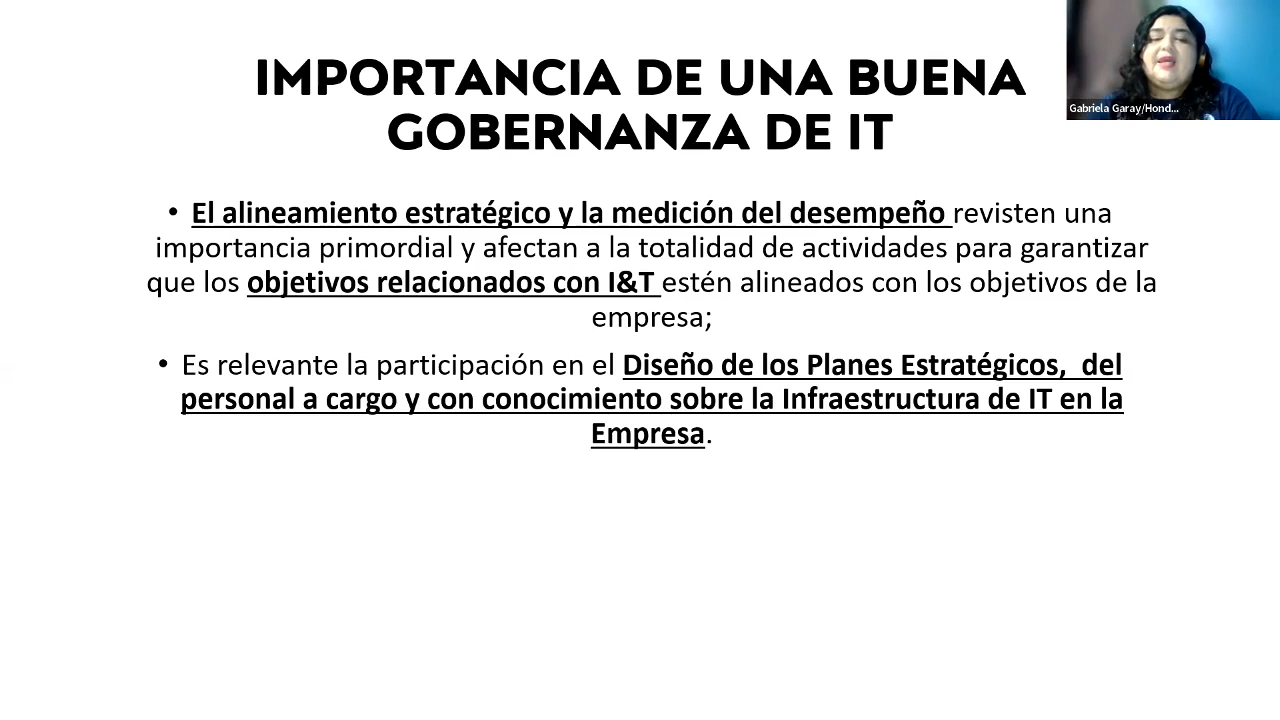 IMPORTANCIA DE UNA BUENA
GOBERNANZA DE IT
Gabriela Garay/Hond...
• El alineamiento estratégico y la medición del desempeño revisten una
importancia primordial y afectan a la totalidad de actividades para garantizar
que los objetivos relacionados con I&T estén alineados con los objetivos de la
empresa;
• Es relevante la participación en el Diseño de los Planes Estratégicos, del
personal a cargo y con conocimiento sobre la Infraestructura de IT en la
Empresa.